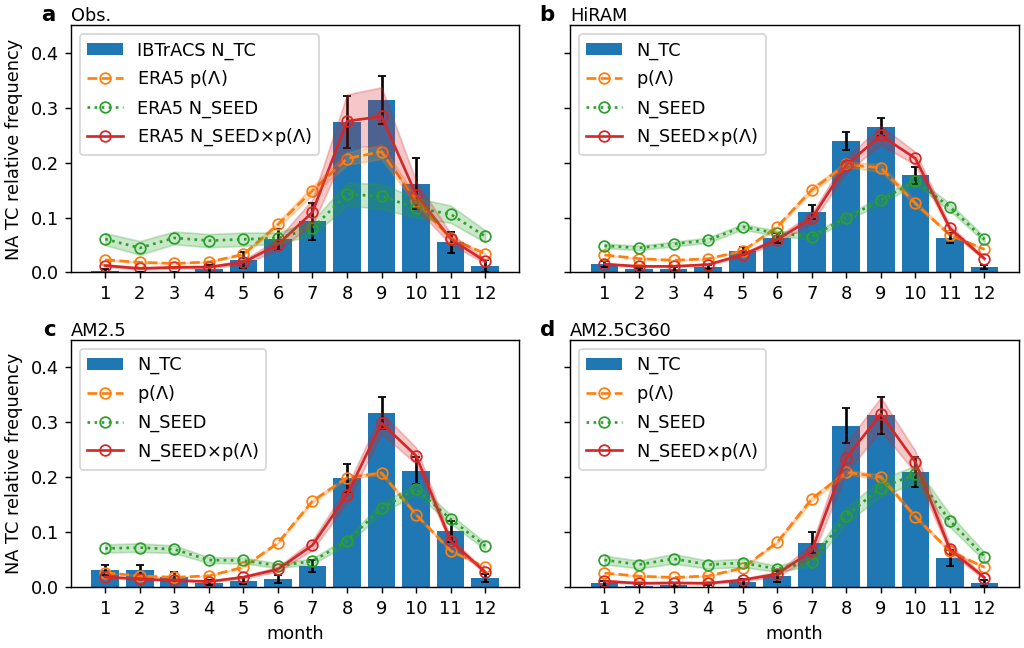 a Obs.
NA TC relative frequency
0.4
0.3
0.2
0.1
0.0
IBTrACS N_TC
ERA5 p(Λ)
ERA5 N_SEED
ERA5 N_SEED×p(Λ)
1 2 3 4 5 6 7 8 9 10 11 12
b HiRAM
N_TC
p(Λ)
N_SEED
N_SEED×p(Λ)
1 2 3 4 5 6 7 8 9 10 11 12
c AM2.5
NA TC relative frequency
0.4
0.3
0.2
0.1
0.0
N_TC
p(Λ)
N_SEED
N_SEED×p(Λ)
1 2 3 4 5 6 7 8 9 10 11 12
month
d AM2.5C360
N_TC
p(Λ)
N_SEED
N_SEED×p(Λ)
1 2 3 4 5 6 7 8 9 10 11 12
month